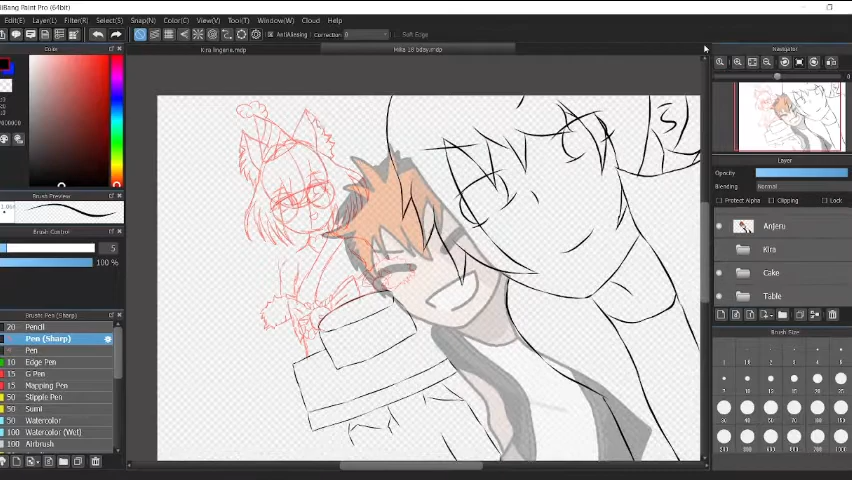 iBang Paint Pro (64bit)
Edit(E) Layer(L) Filter(R) Select(S) Snap(N) Color(C) View(V) Tool(T) Window(W) Cloud Help
AntiAliasing Correction 0 Soft Edge
Kira lingerie.mdp
18 bday.mdp
Color
Brush Preview
Brush Control
5
100 %
Brush: Pen (Sharp)
20 Pencil
Pen (Sharp)
Pen
10 Edge Pen
15 G Pen
15 Mapping Pen
50 Stipple Pen
50 Sumi
50 Watercolor
100 Watercolor (Wet)
100 Airbrush
Navigator
0
Layer
Opacity
Blending Normal
Protect Alpha Clipping Lock
Anjeru
Kira
Cake
Table
Brush Size